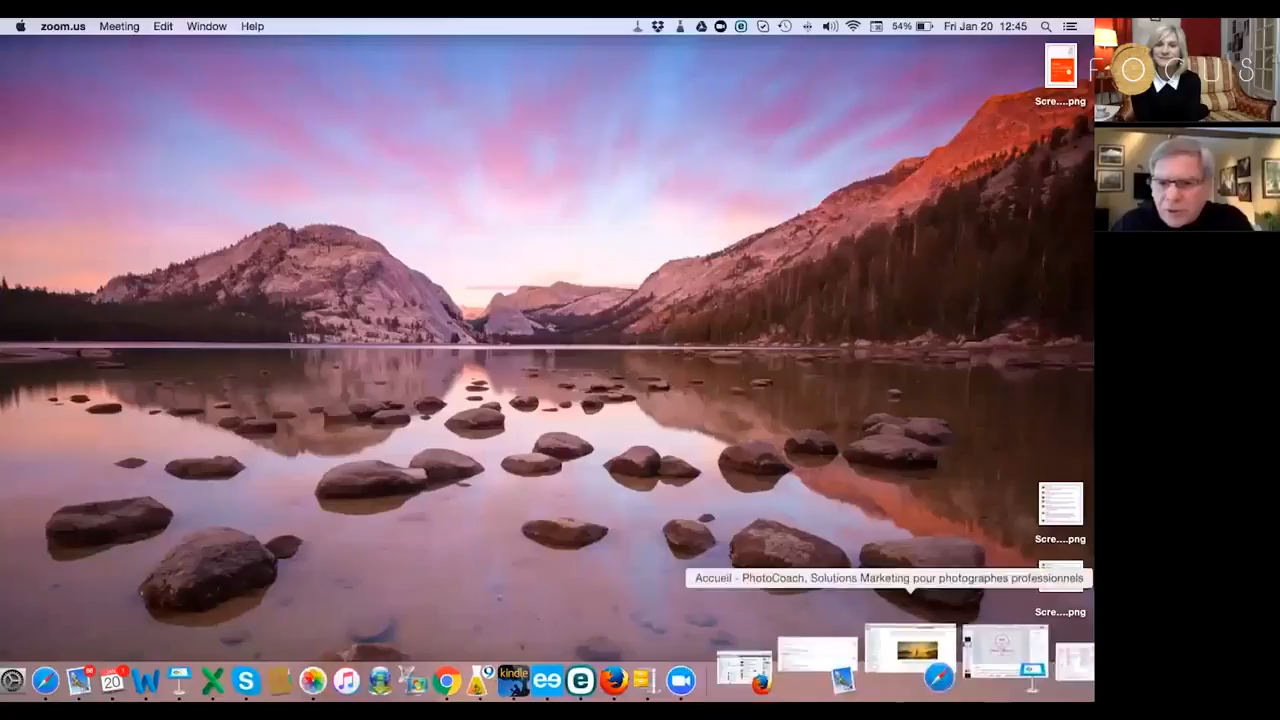 zoom.us Meeting Edit Window Help 54% Fri Jan 20 12:45
FOCUS
Scre....png
Scre....png
Accueil - PhotoCoach, Solutions Marketing pour photographes professionnels
Scre....png
20
kindle